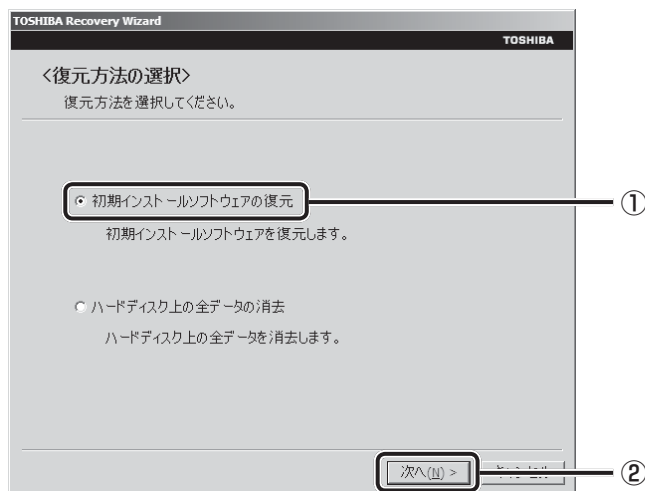 TOSHIBA Recovery Wizard
TOSHIBA
<復元方法の選択>
復元方法を選択してください。
初期インストールソフトウェアの復元
①
初期インストールソフトウェアを復元します。
ハードディスク上の全データの消去
ハードディスク上の全データを消去します。
次へ(N) >
②